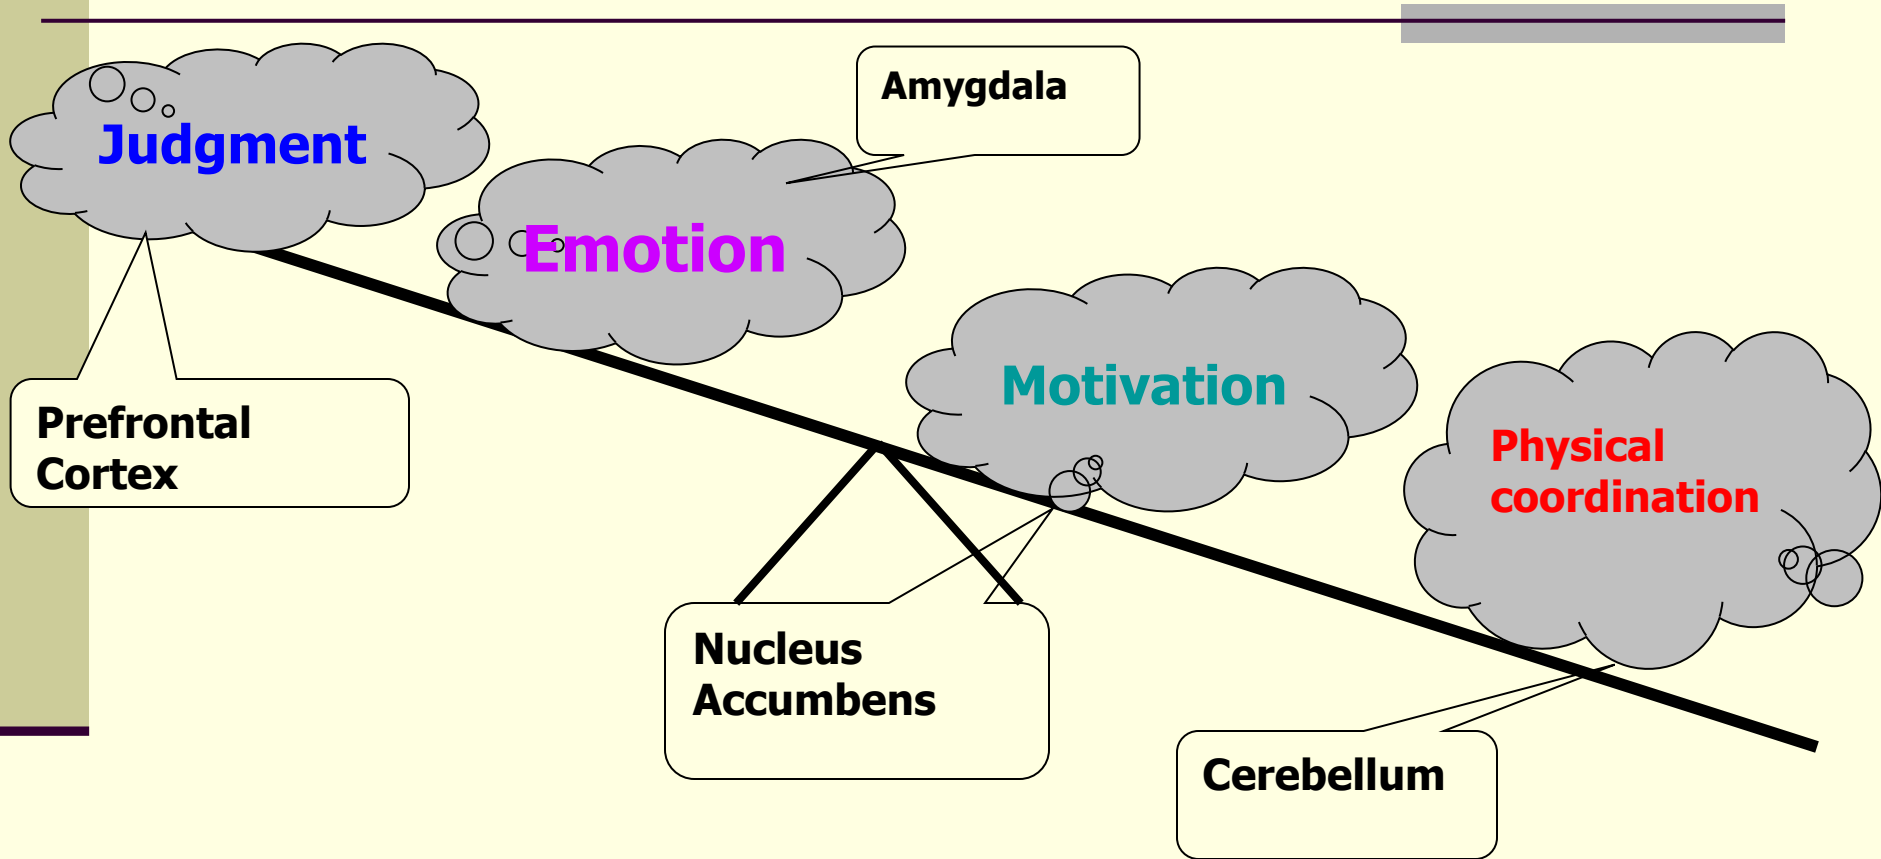 Amygdala
Judgment
Emotion
Motivation
Prefrontal
Cortex
Physical
coordination
Nucleus
Accumbens
Cerebellum